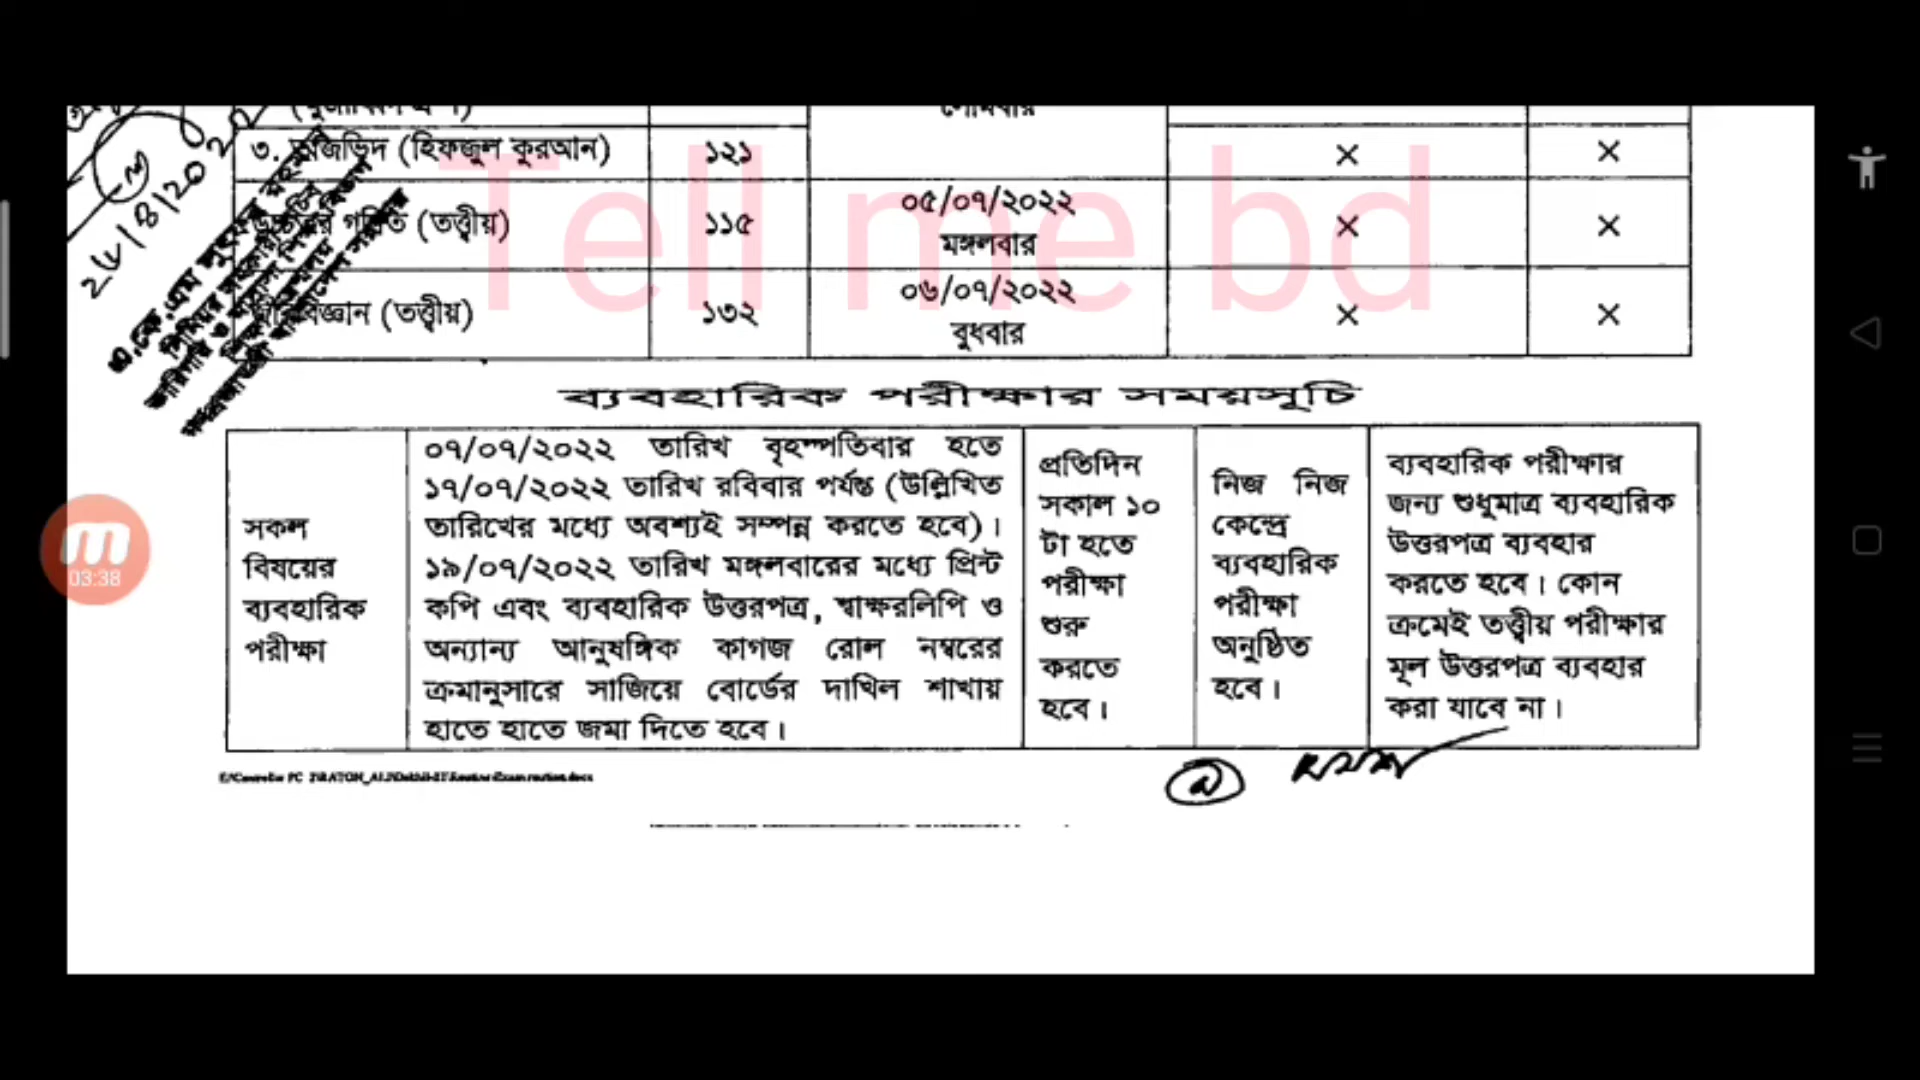 সোমবার
৩. তাজভিদ (হিফজুল কুরআন) ১২১ × ×
উচ্চতর গণিত (তত্ত্বীয়) ১১৫ ০৫/০৭/২০২২ মঙ্গলবার × ×
জীববিজ্ঞান (তত্ত্বীয়) ১৩২ ০৬/০৭/২০২২ বুধবার × ×
Tell me bd
ব্যবহারিক পরীক্ষার সময়সূচি
সকল
বিষয়ের
ব্যবহারিক
পরীক্ষা
০৭/০৭/২০২২ তারিখ বৃহস্পতিবার হতে
১৭/০৭/২০২২ তারিখ রবিবার পর্যন্ত (উল্লিখিত
তারিখের মধ্যে অবশ্যই সম্পন্ন করতে হবে)।
১৯/০৭/২০২২ তারিখ মঙ্গলবারের মধ্যে প্রিন্ট
কপি এবং ব্যবহারিক উত্তরপত্র, স্বাক্ষরলিপি ও
অন্যান্য আনুষঙ্গিক কাগজ রোল নম্বরের
ক্রমানুসারে সাজিয়ে বোর্ডের দাখিল শাখায়
হাতে হাতে জমা দিতে হবে।
প্রতিদিন
সকাল ১০
টা হতে
পরীক্ষা
শুরু
করতে
হবে।
নিজ নিজ
কেন্দ্রে
ব্যবহারিক
পরীক্ষা
অনুষ্ঠিত
হবে।
ব্যবহারিক পরীক্ষার
জন্য শুধুমাত্র ব্যবহারিক
উত্তরপত্র ব্যবহার
করতে হবে। কোন
ক্রমেই তত্ত্বীয় পরীক্ষার
মূল উত্তরপত্র ব্যবহার
করা যাবে না।
03:38